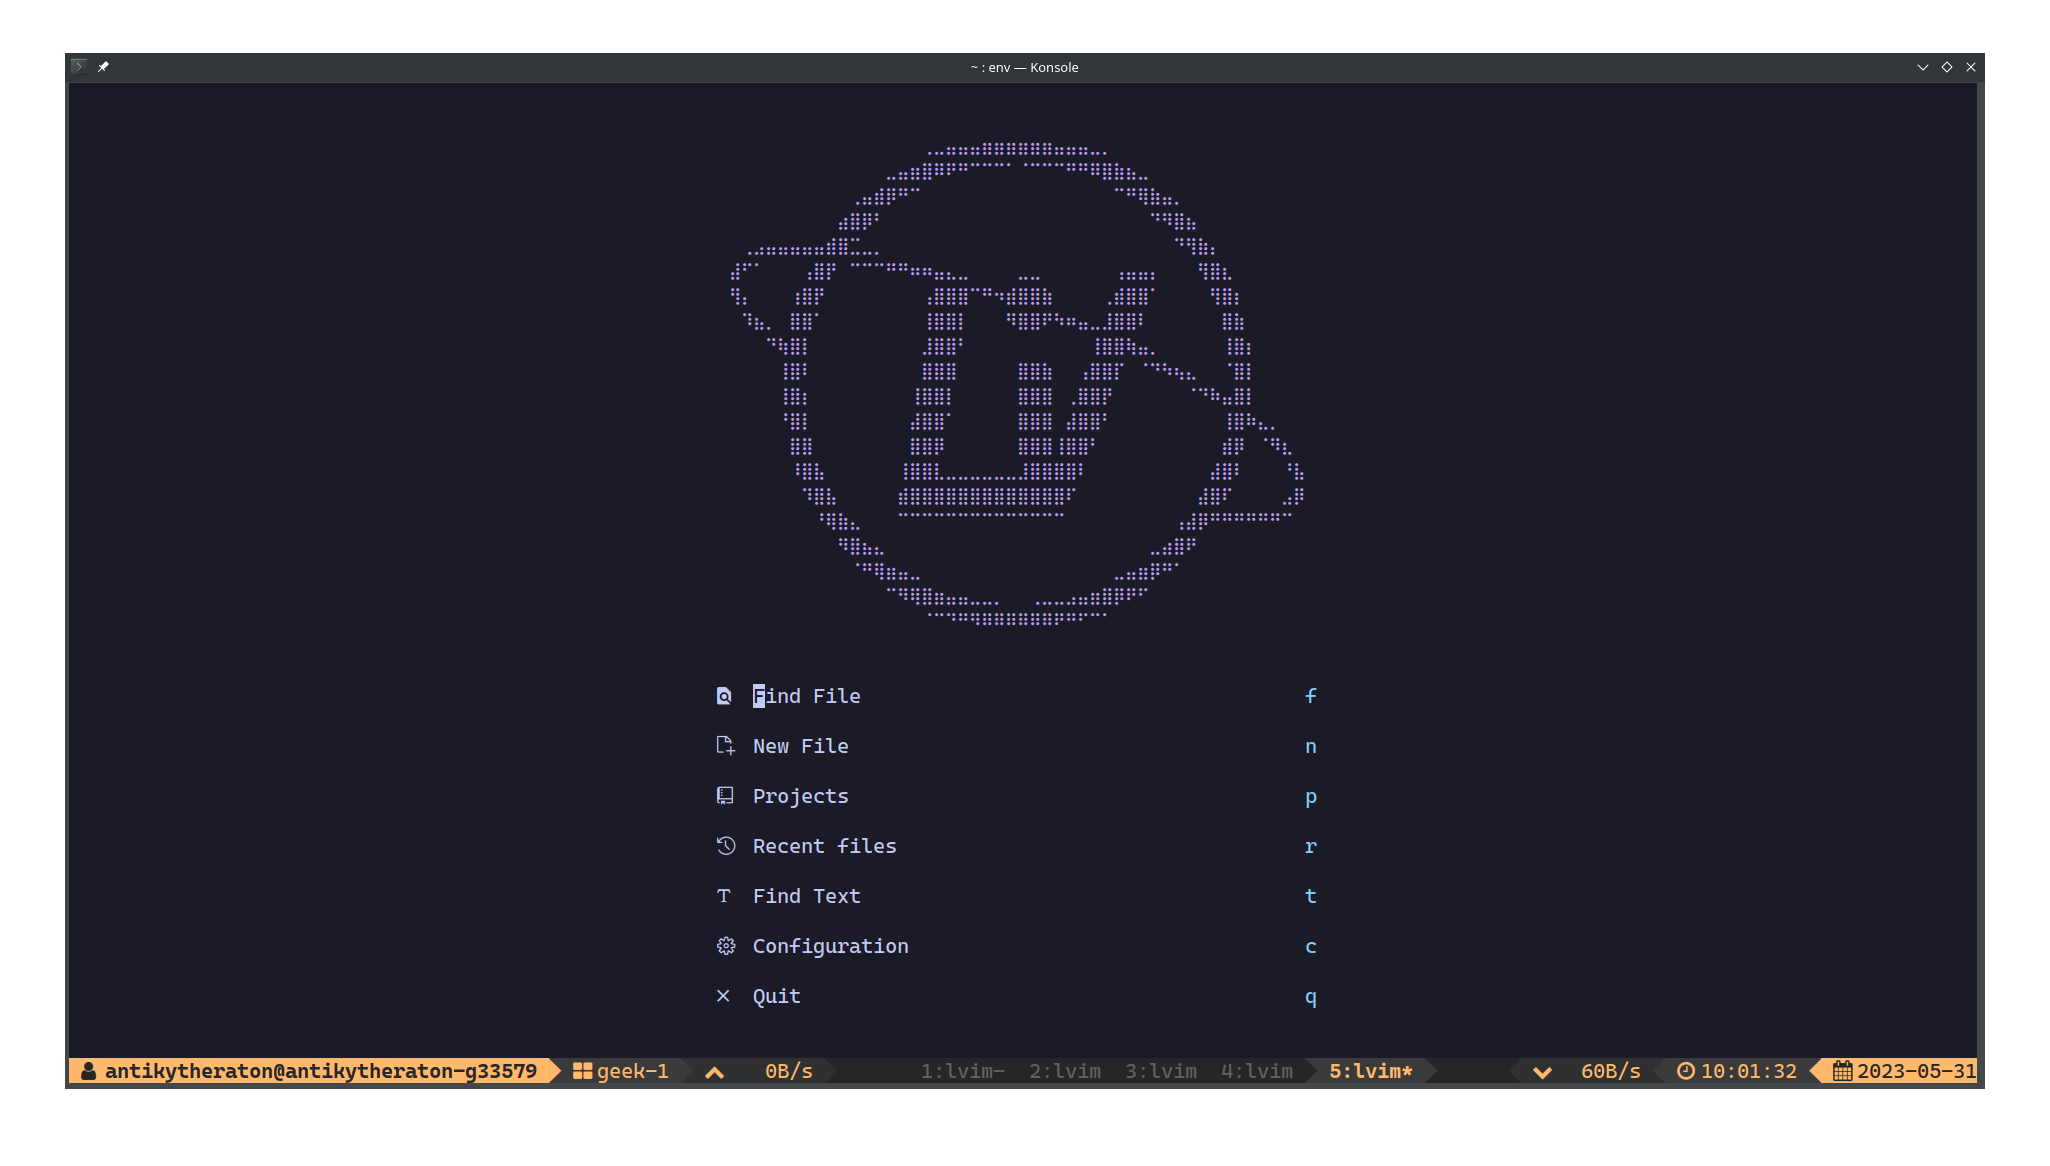 ~ : env — Konsole
Find File f
New File n
Projects p
Recent files r
Find Text t
Configuration c
Quit q
antikytheraton@antikytheraton-g33579 geek-1 0B/s 1:lvim- 2:lvim 3:lvim 4:lvim 5:lvim* 60B/s 10:01:32 2023-05-31